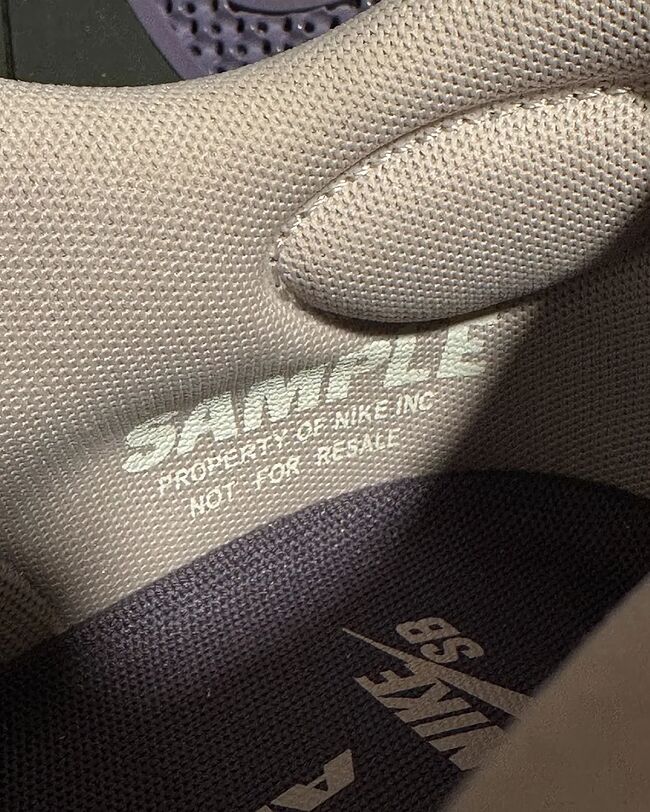 SAMPLE
PROPERTY OF NIKE.INC
NOT FOR RESALE
NIKE
SB